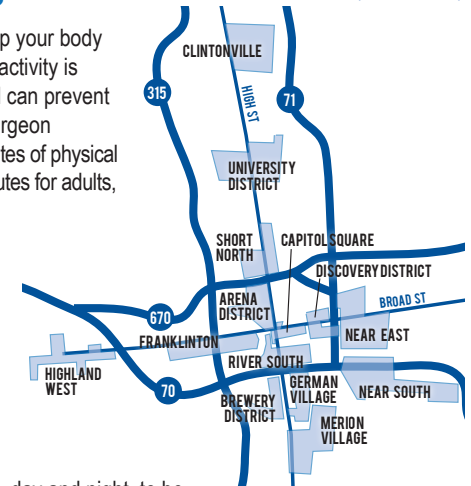 p your body
activity is
can prevent
rgeon
tes of physical
utes for adults,
CLINTONVILLE
315
HIGH ST
71
UNIVERSITY
DISTRICT
SHORT
NORTH
CAPITOL SQUARE
DISCOVERY DISTRICT
ARENA
DISTRICT
BROAD ST
670
FRANKLINTON
NEAR EAST
RIVER SOUTH
HIGHLAND
WEST
70
GERMAN
VILLAGE
NEAR SOUTH
BREWERY
DISTRICT
MERION
VILLAGE
day and night, to be